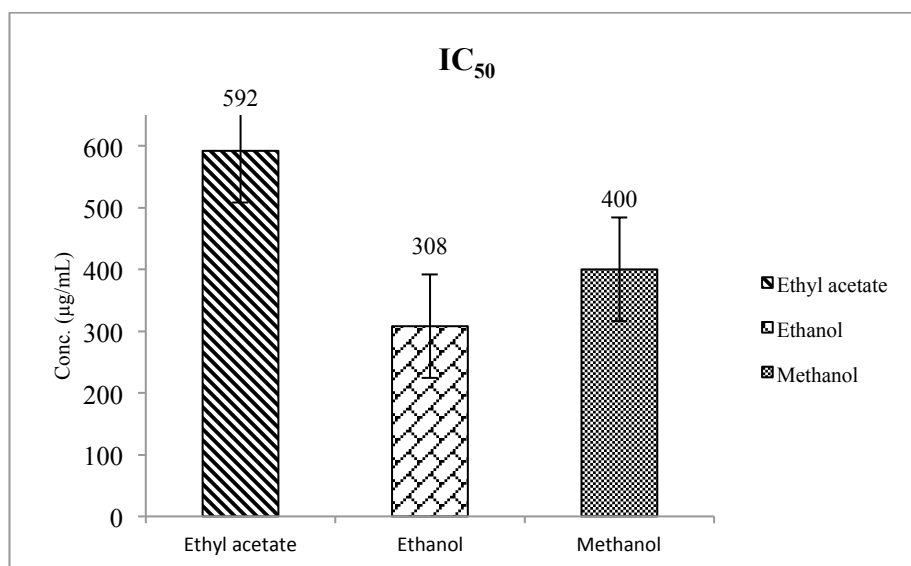 IC₅₀
592
308
400
600
500
400
300
200
100
0
Conc. (µg/mL)
Ethyl acetate
Ethanol
Methanol
Ethyl acetate
Ethanol
Methanol